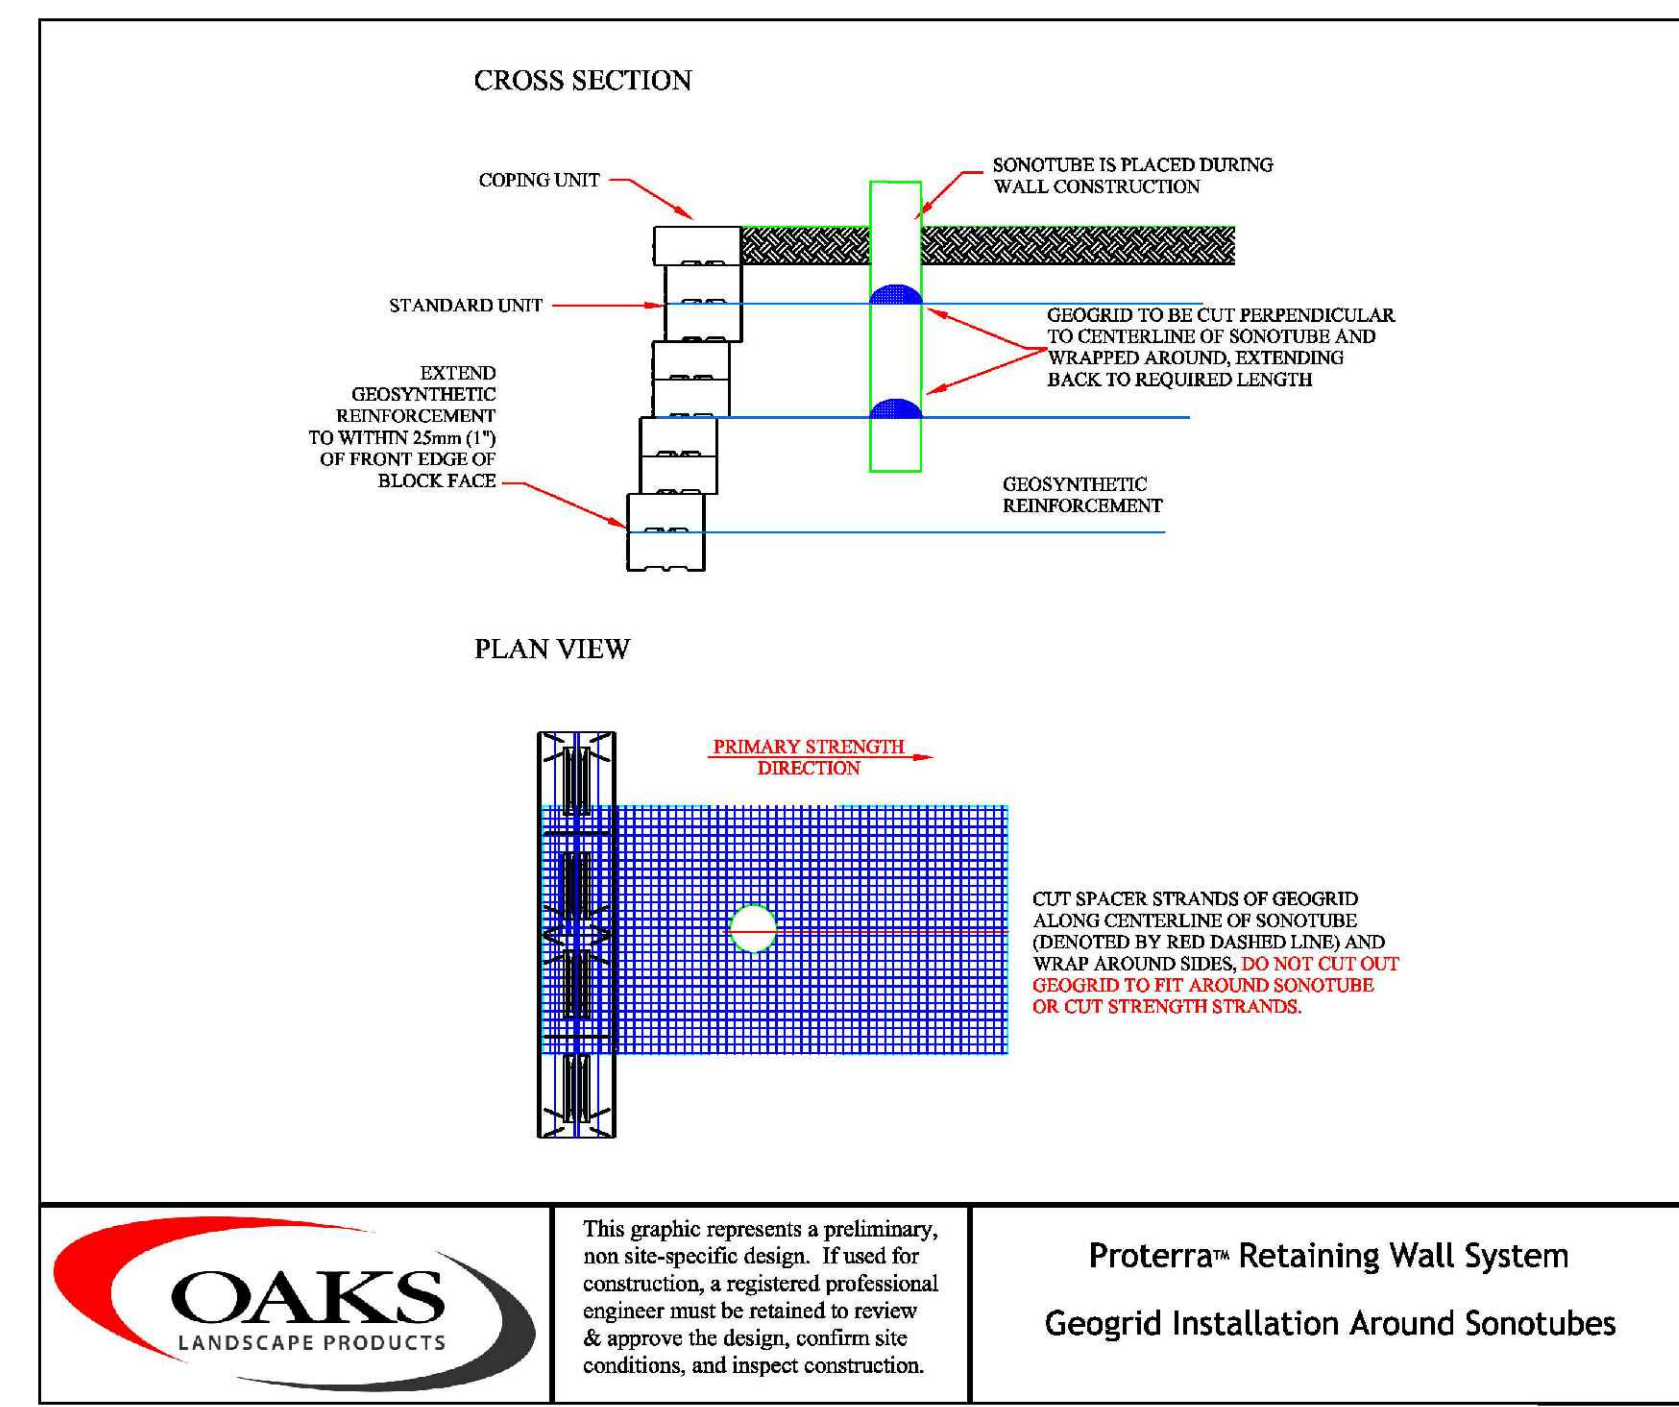 CROSS SECTION
COPING UNIT
SONOTUBE IS PLACED DURING
WALL CONSTRUCTION
STANDARD UNIT
GEOGRID TO BE CUT PERPENDICULAR
TO CENTERLINE OF SONOTUBE AND
WRAPPED AROUND, EXTENDING
BACK TO REQUIRED LENGTH
EXTEND
GEOSYNTHETIC
REINFORCEMENT
TO WITHIN 25mm (1")
OF FRONT EDGE OF
BLOCK FACE
GEOSYNTHETIC
REINFORCEMENT
PLAN VIEW
PRIMARY STRENGTH
DIRECTION
CUT SPACER STRANDS OF GEOGRID
ALONG CENTERLINE OF SONOTUBE
(DENOTED BY RED DASHED LINE) AND
WRAP AROUND SIDES, DO NOT CUT OUT
GEOGRID TO FIT AROUND SONOTUBE
OR CUT STRENGTH STRANDS.
OAKS
LANDSCAPE PRODUCTS
This graphic represents a preliminary,
non site-specific design. If used for
construction, a registered professional
engineer must be retained to review
& approve the design, confirm site
conditions, and inspect construction.
Proterra™ Retaining Wall System
Geogrid Installation Around Sonotubes